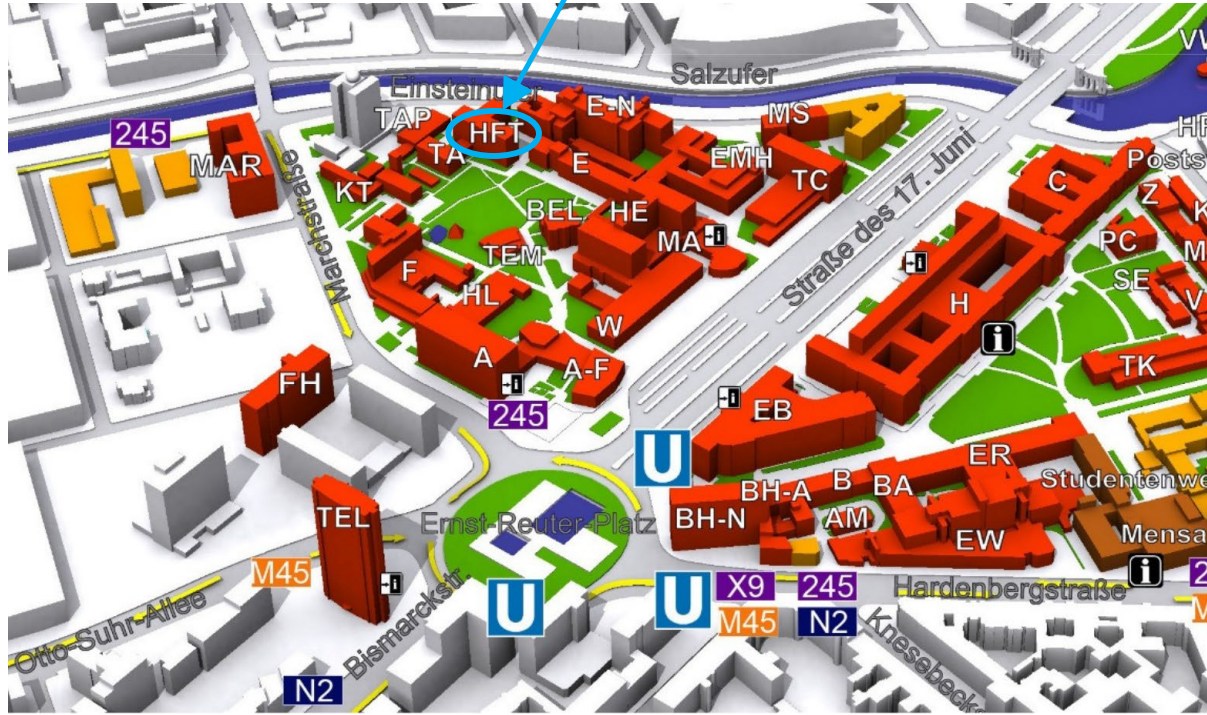 Salzufer
Einsteinufer
E-N
MS
TAP
HFT
245
MAR
TA
E
EMH
TC
KT
Marchstraße
BEL
HE
MA
TEM
F
HL
W
A
A-F
245
FH
Straße des 17. Juni
C
Z
PC
SE
H
TK
EB
U
ER
B
BA
BH-A
BH-N
AM
EW
Studentenwe
Mensa
TEL
Ernst-Reuter-Platz
M45
Otto-Suhr-Allee
Bismarckstr.
N2
U
U
X9
245
M45
N2
Hardenbergstraße
Knesebecks
i
i